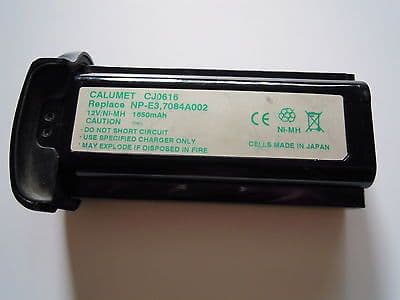 CALUMET CJ0616
Replace NP-E3,7084A002
12V/NI-MH 1650mAh
CAUTION
DO NOT SHORT CIRCUIT
USE SPECIFIED CHARGER ONLY
MAY EXPLODE IF DISPOSED IN FIRE
NI-MH
CELLS MADE IN JAPAN